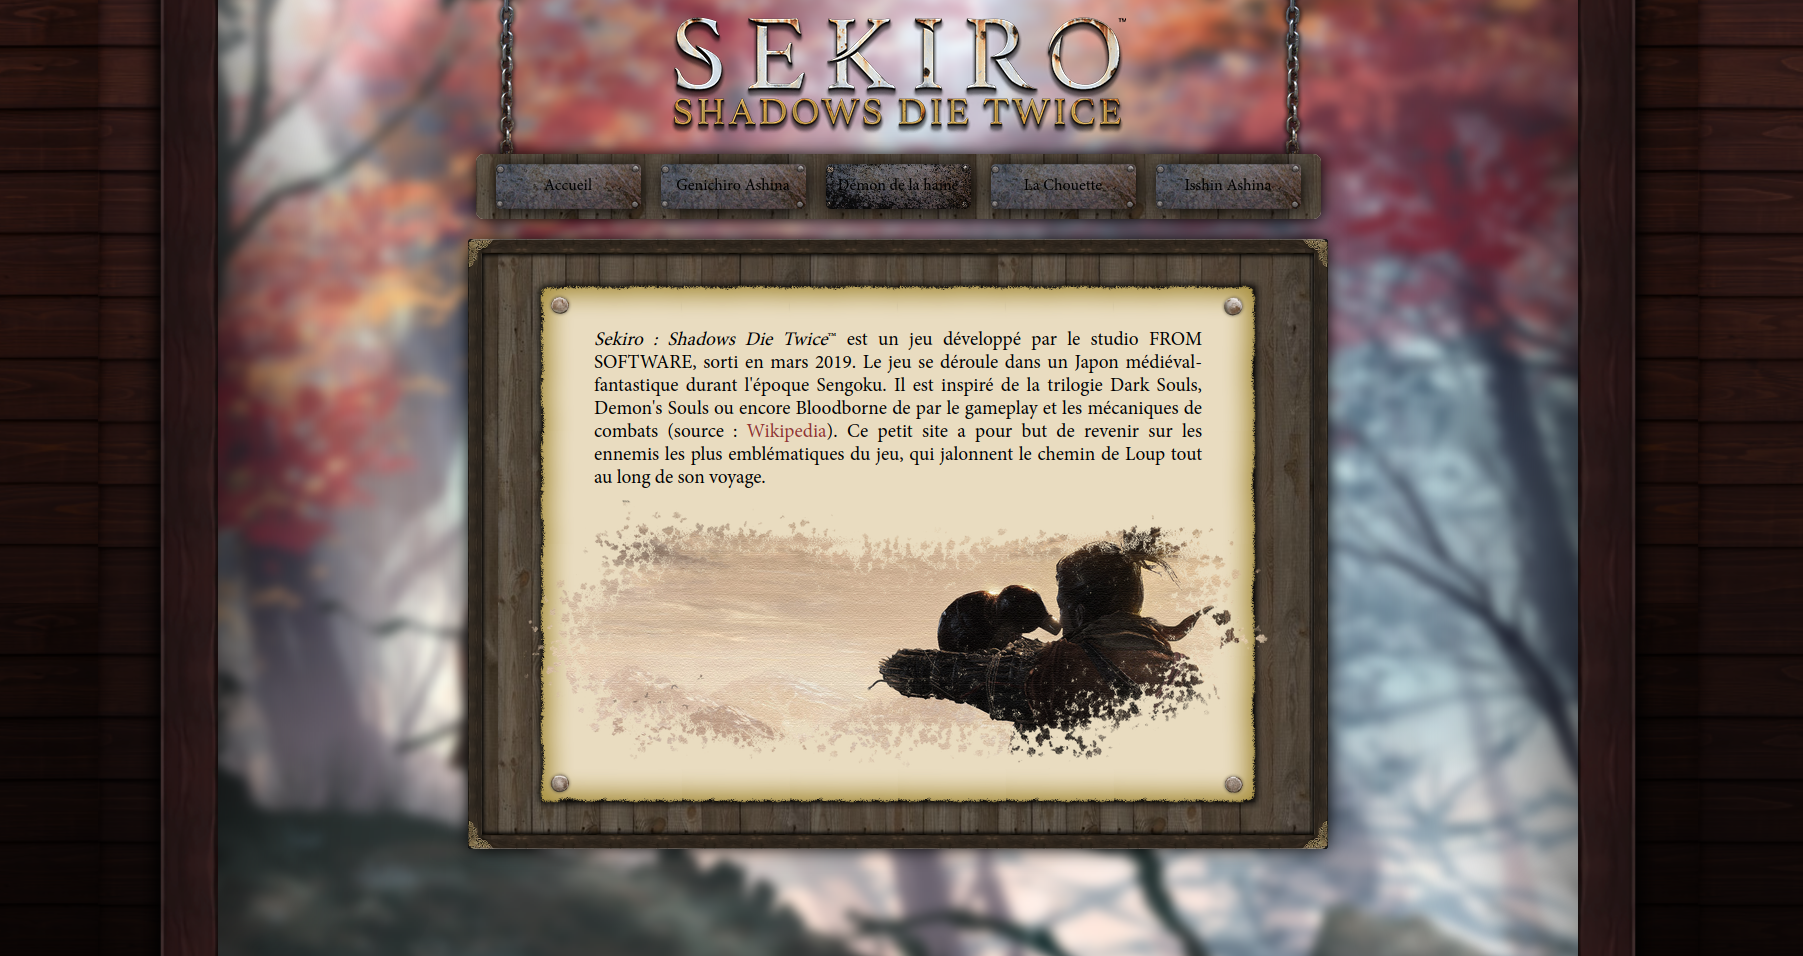 SEKIRO™
SHADOWS DIE TWICE
Accueil
Genichiro Ashina
Démon de la haine
La Chouette
Isshin Ashina
Sekiro : Shadows Die Twice™ est un jeu développé par le studio FROM
SOFTWARE, sorti en mars 2019. Le jeu se déroule dans un Japon médiéval-
fantastique durant l'époque Sengoku. Il est inspiré de la trilogie Dark Souls,
Demon's Souls ou encore Bloodborne de par le gameplay et les mécaniques de
combats (source : Wikipedia). Ce petit site a pour but de revenir sur les
ennemis les plus emblématiques du jeu, qui jalonnent le chemin de Loup tout
au long de son voyage.